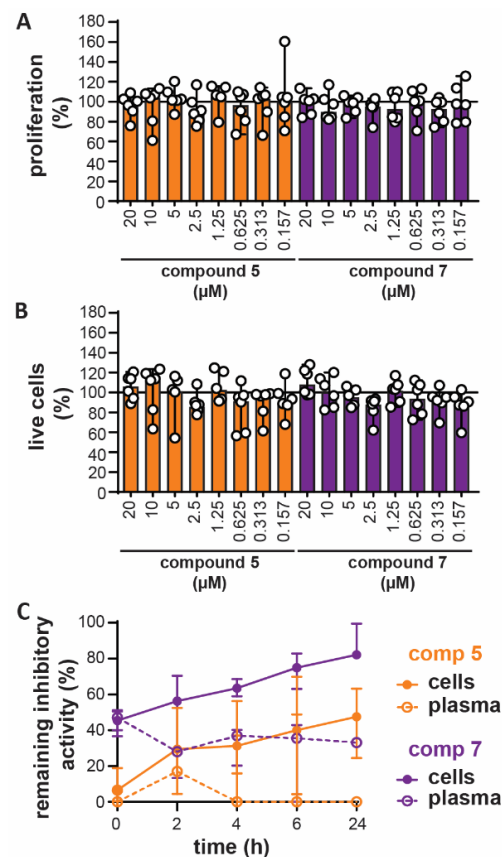 A
proliferation
(%)
180
160
140
120
100
80
60
40
20
0
20 10 5 2.5 1.25 0.625 0.313 0.157 20 10 5 2.5 1.25 0.625 0.313 0.157
compound 5 compound 7
(μM) (μM)
B
live cells
(%)
180
160
140
120
100
80
60
40
20
0
20 10 5 2.5 1.25 0.625 0.313 0.157 20 10 5 2.5 1.25 0.625 0.313 0.157
compound 5 compound 7
(μM) (μM)
C
remaining inhibitory
activity (%)
100
80
60
40
20
0
0 2 4 6 24
time (h)
comp 5
cells
plasma
comp 7
cells
plasma